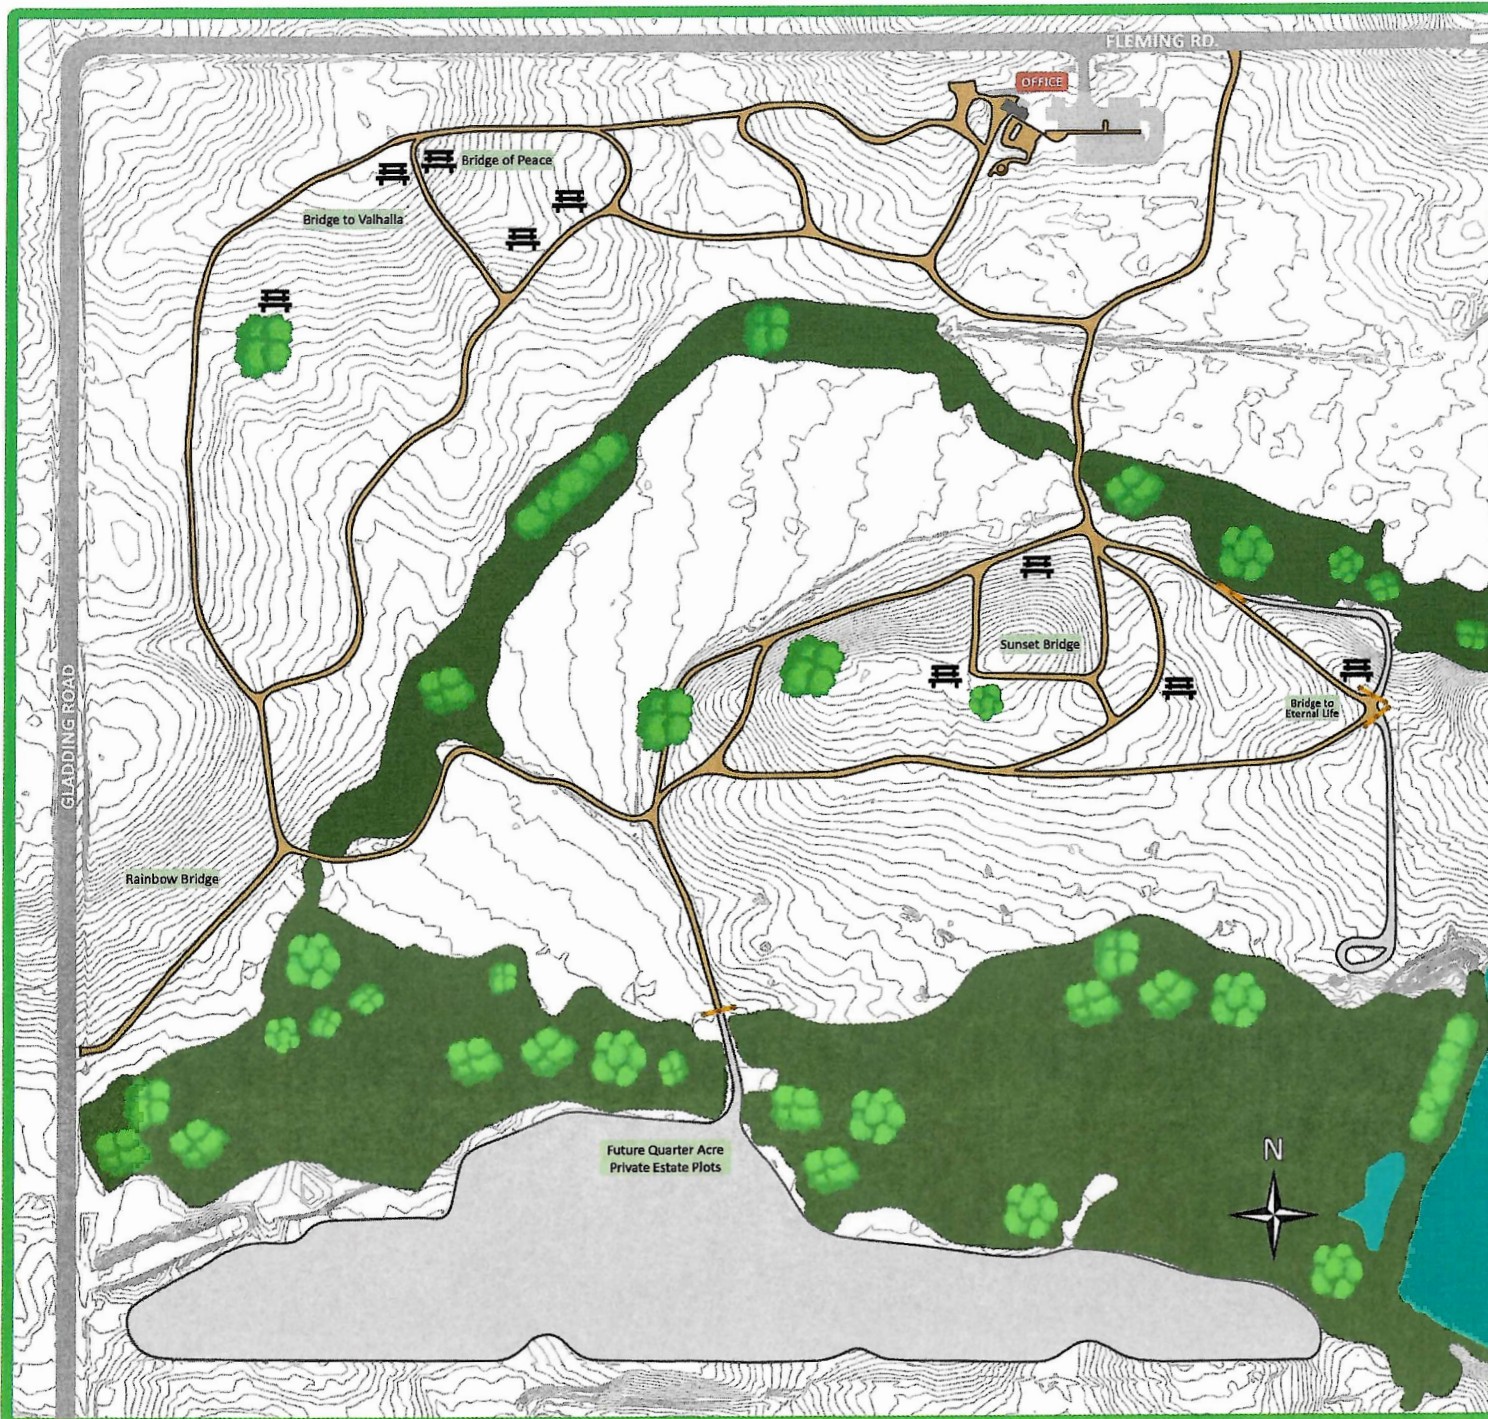 FLEMING RD.
OFFICE
Bridge of Peace
Bridge to Valhalla
Sunset Bridge
Bridge to
Eternal Life
GLADDING ROAD
Rainbow Bridge
Future Quarter Acre
Private Estate Plots
N